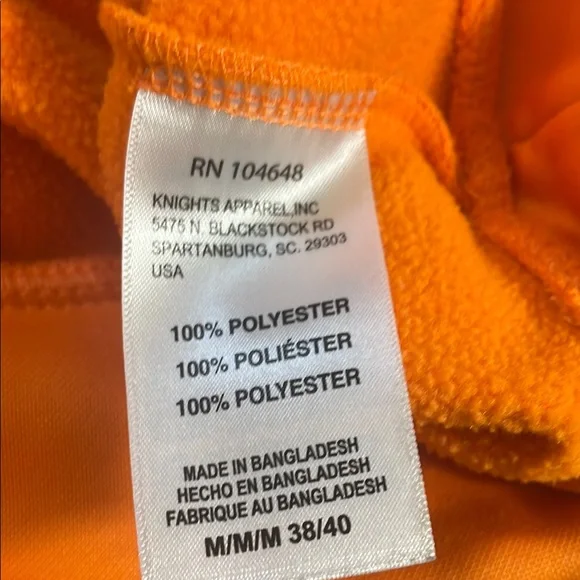 RN 104648
KNIGHTS APPAREL,INC
5475 N. BLACKSTOCK RD
SPARTANBURG, SC. 29303
USA
100% POLYESTER
100% POLIÉSTER
100% POLYESTER
MADE IN BANGLADESH
HECHO EN BANGLADESH
FABRIQUE AU BANGLADESH
M/M/M 38/40